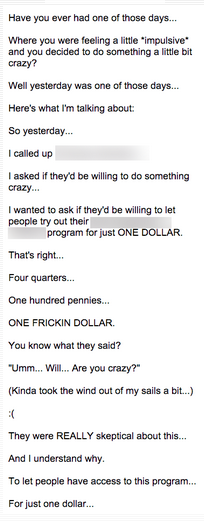 Have you ever had one of those days...
Where you were feeling a little *impulsive*
and you decided to do something a little bit
crazy?
Well yesterday was one of those days...
Here's what I'm talking about:
So yesterday...
I called up
I asked if they'd be willing to do something
crazy...
I wanted to ask if they'd be willing to let
people try out their
program for just ONE DOLLAR.
That's right...
Four quarters...
One hundred pennies...
ONE FRICKIN DOLLAR.
You know what they said?
"Umm... Will... Are you crazy?"
(Kinda took the wind out of my sails a bit...)
:(
They were REALLY skeptical about this...
And I understand why.
To let people have access to this program...
For just one dollar...